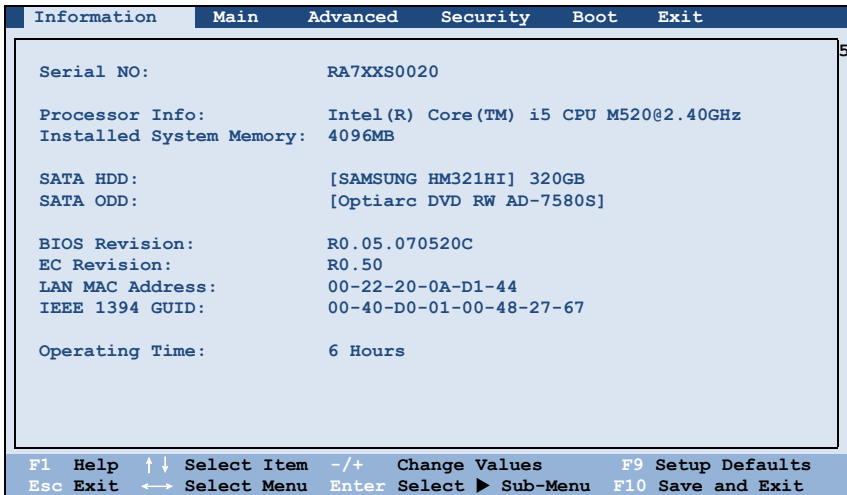 Information Main Advanced Security Boot Exit
5
Serial NO: RA7XXS0020
Processor Info: Intel(R) Core(TM) i5 CPU M520@2.40GHz
Installed System Memory: 4096MB
SATA HDD: [SAMSUNG HM321HI] 320GB
SATA ODD: [Optiarc DVD RW AD-7580S]
BIOS Revision: R0.05.070520C
EC Revision: R0.50
LAN MAC Address: 00-22-20-0A-D1-44
IEEE 1394 GUID: 00-40-D0-01-00-48-27-67
Operating Time: 6 Hours
F1 Help ↑↓ Select Item -/+ Change Values F9 Setup Defaults
Esc Exit ←→ Select Menu Enter Select ▶ Sub-Menu F10 Save and Exit